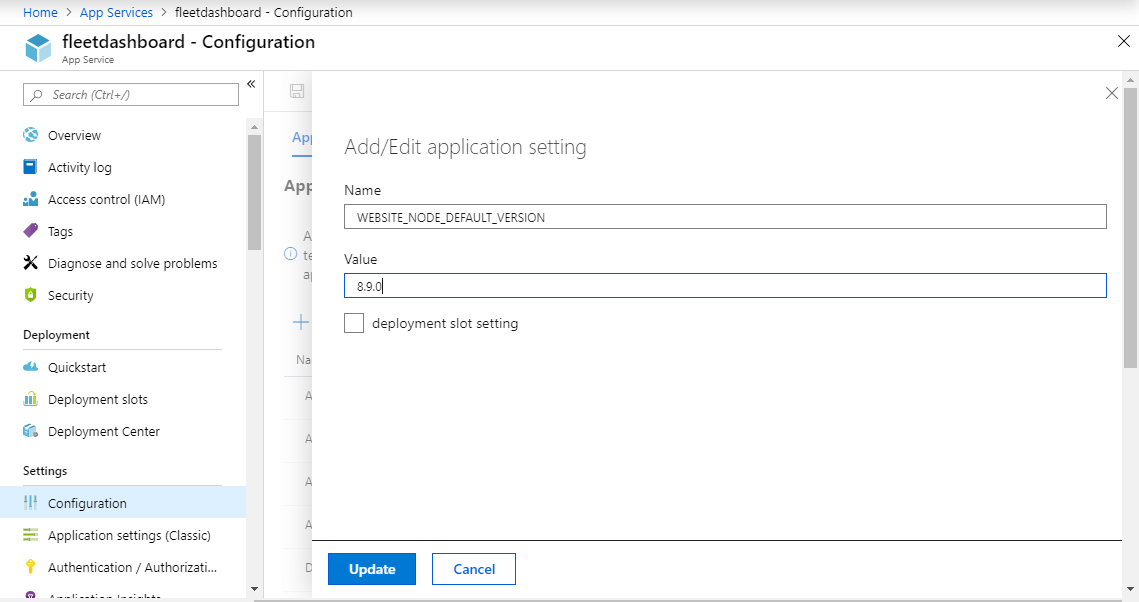 Home > App Services > fleetdashboard - Configuration
fleetdashboard - Configuration
App Service
Search (Ctrl+/)
Overview
Activity log
Access control (IAM)
Tags
Diagnose and solve problems
Security
Deployment
Quickstart
Deployment slots
Deployment Center
Settings
Configuration
Application settings (Classic)
Authentication / Authorizati...
Application Insights
App
App
A
te
ap
Na
A
A
A
A
D
Add/Edit application setting
Name
WEBSITE_NODE_DEFAULT_VERSION
Value
8.9.0
deployment slot setting
Update
Cancel